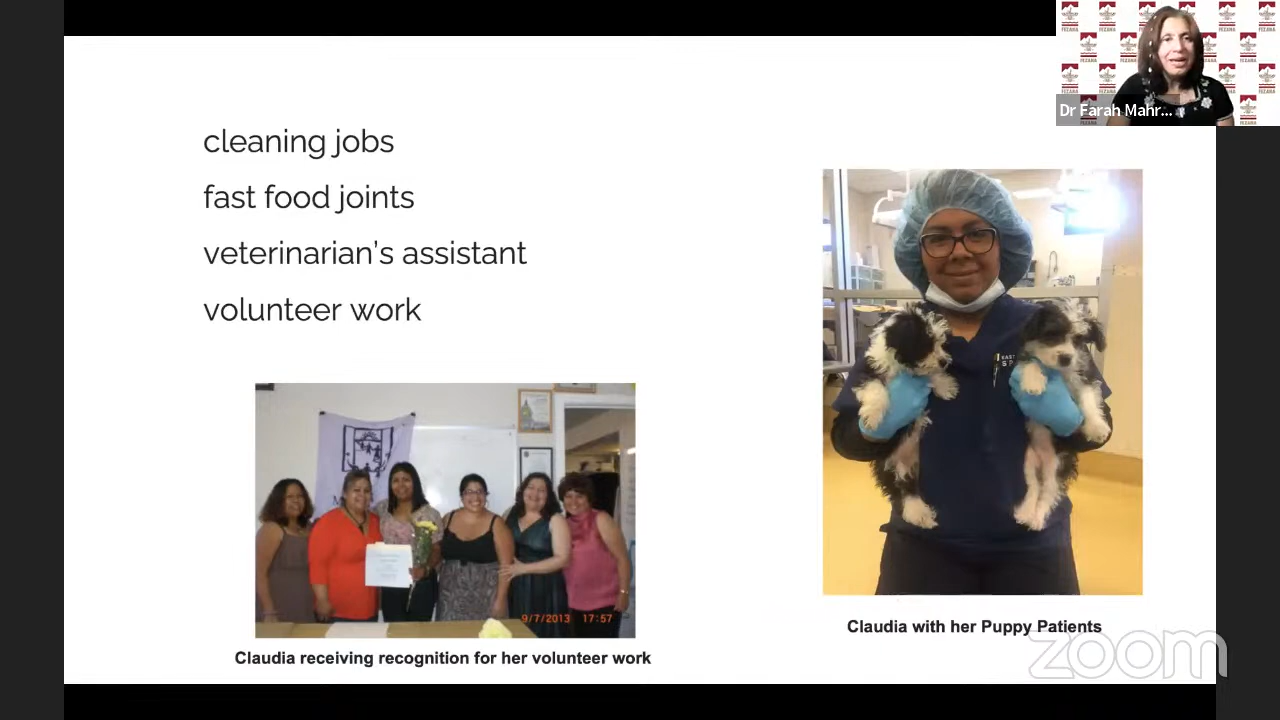 cleaning jobs
fast food joints
veterinarian's assistant
volunteer work
9/7/2013 17:57
Claudia receiving recognition for her volunteer work
Claudia with her Puppy Patients
Dr Farah Mahr...
FEZANA
zoom